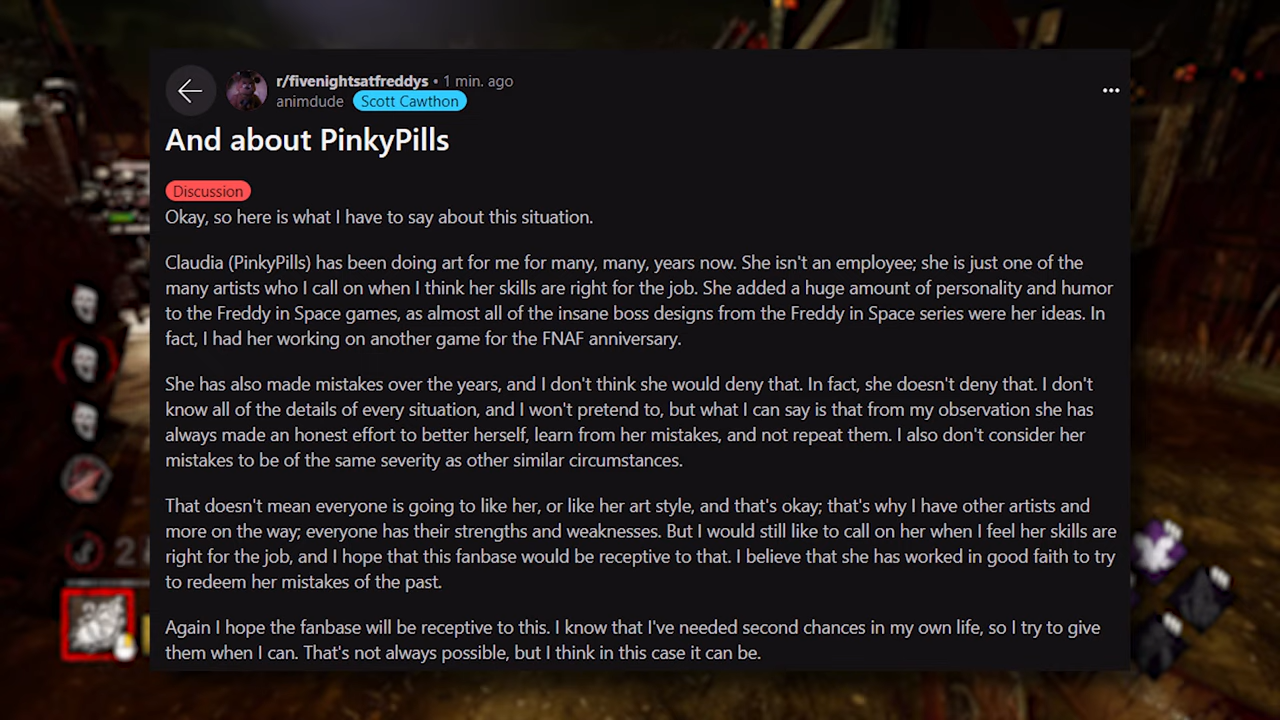 r/fivenightsatfreddys • 1 min. ago
animdude Scott Cawthon
And about PinkyPills
Discussion
Okay, so here is what I have to say about this situation.
Claudia (PinkyPills) has been doing art for me for many, many, years now. She isn't an employee; she is just one of the
many artists who I call on when I think her skills are right for the job. She added a huge amount of personality and humor
to the Freddy in Space games, as almost all of the insane boss designs from the Freddy in Space series were her ideas. In
fact, I had her working on another game for the FNAF anniversary.
She has also made mistakes over the years, and I don't think she would deny that. In fact, she doesn't deny that. I don't
know all of the details of every situation, and I won't pretend to, but what I can say is that from my observation she has
always made an honest effort to better herself, learn from her mistakes, and not repeat them. I also don't consider her
mistakes to be of the same severity as other similar circumstances.
That doesn't mean everyone is going to like her, or like her art style, and that's okay; that's why I have other artists and
more on the way; everyone has their strengths and weaknesses. But I would still like to call on her when I feel her skills are
right for the job, and I hope that this fanbase would be receptive to that. I believe that she has worked in good faith to try
to redeem her mistakes of the past.
Again I hope the fanbase will be receptive to this. I know that I've needed second chances in my own life, so I try to give
them when I can. That's not always possible, but I think in this case it can be.